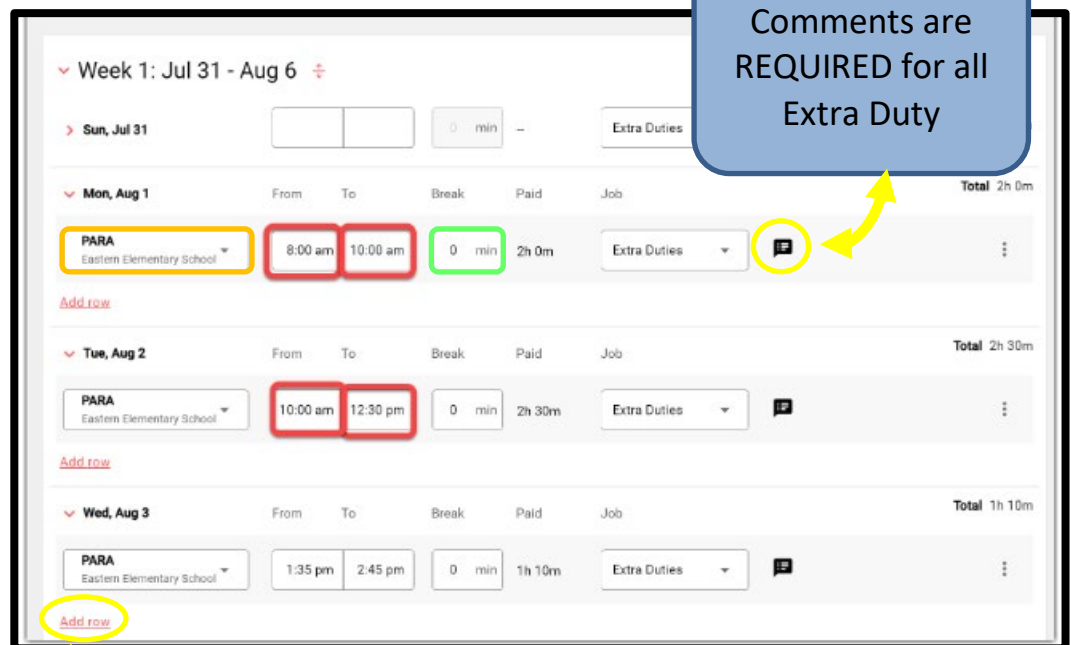 Comments are
REQUIRED for all
Extra Duty
Week 1: Jul 31 - Aug 6
Sun, Jul 31 0 min – Extra Duties
Mon, Aug 1 From To Break Paid Job Total 2h 0m
PARA
Eastern Elementary School 8:00 am 10:00 am 0 min 2h 0m Extra Duties
Add row
Tue, Aug 2 From To Break Paid Job Total 2h 30m
PARA
Eastern Elementary School 10:00 am 12:30 pm 0 min 2h 30m Extra Duties
Add row
Wed, Aug 3 From To Break Paid Job Total 1h 10m
PARA
Eastern Elementary School 1:35 pm 2:45 pm 0 min 1h 10m Extra Duties
Add row